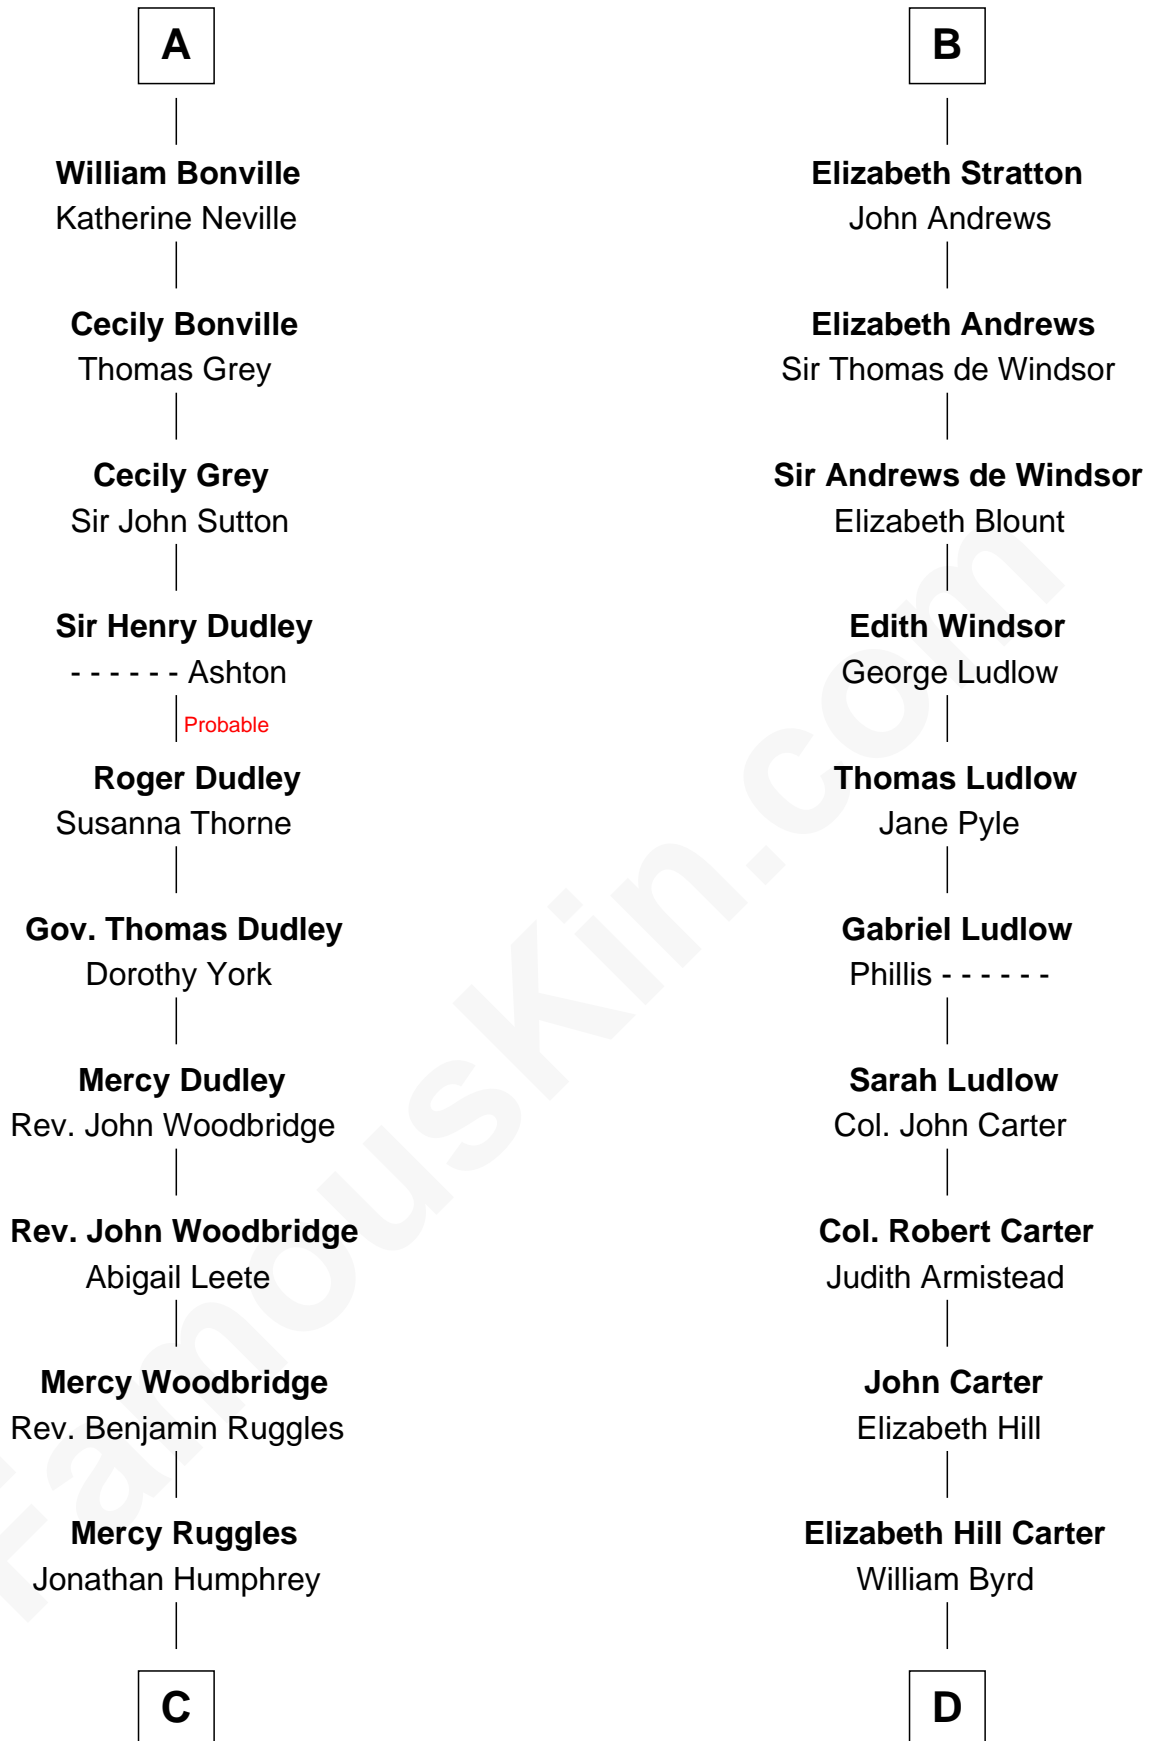 A
William Bonville
Katherine Neville
Cecily Bonville
Thomas Grey
Cecily Grey
Sir John Sutton
Sir Henry Dudley
- - - - - - Ashton
Probable
Roger Dudley
Susanna Thorne
Gov. Thomas Dudley
Dorothy York
Mercy Dudley
Rev. John Woodbridge
Rev. John Woodbridge
Abigail Leete
Mercy Woodbridge
Rev. Benjamin Ruggles
Mercy Ruggles
Jonathan Humphrey
C
B
Elizabeth Stratton
John Andrews
Elizabeth Andrews
Sir Thomas de Windsor
Sir Andrews de Windsor
Elizabeth Blount
Edith Windsor
George Ludlow
Thomas Ludlow
Jane Pyle
Gabriel Ludlow
Phillis - - - - - -
Sarah Ludlow
Col. John Carter
Col. Robert Carter
Judith Armistead
John Carter
Elizabeth Hill
Elizabeth Hill Carter
William Byrd
D
FamousKin.com